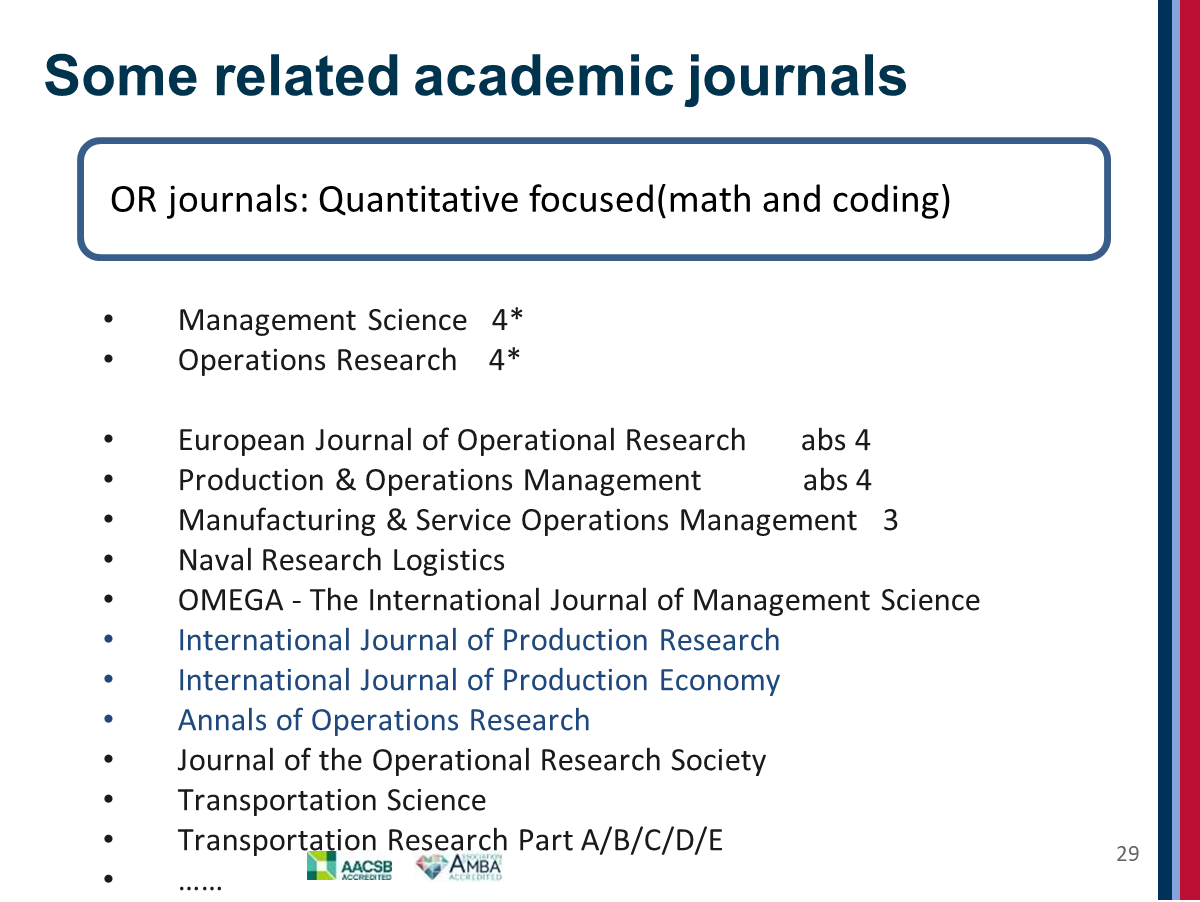 Some related academic journals
OR journals: Quantitative focused(math and coding)
• Management Science 4*
• Operations Research 4*
• European Journal of Operational Research abs 4
• Production & Operations Management abs 4
• Manufacturing & Service Operations Management 3
• Naval Research Logistics
• OMEGA - The International Journal of Management Science
• International Journal of Production Research
• International Journal of Production Economy
• Annals of Operations Research
• Journal of the Operational Research Society
• Transportation Science
• Transportation Research Part A/B/C/D/E
• ……
AACSB
ACCREDITED
ASSOCIATION
AMBA
ACCREDITED
29